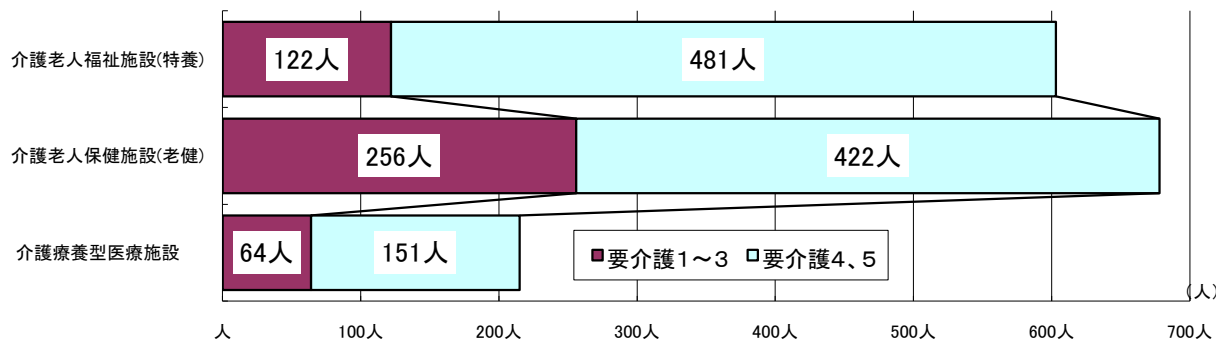 介護老人福祉施設(特養)
122人
481人
介護老人保健施設(老健)
256人
422人
介護療養型医療施設
64人
151人
要介護1~3 要介護4、5
(人)
人 100人 200人 300人 400人 500人 600人 700人